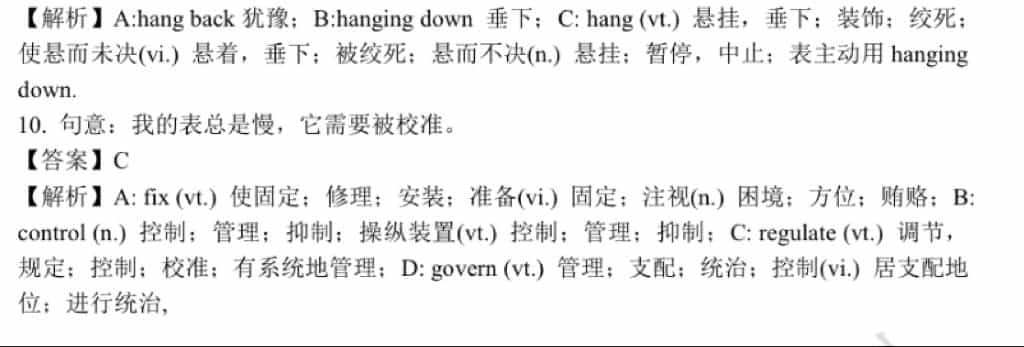 【解析】A:hang back 犹豫；B:hanging down 垂下；C: hang (vt.) 悬挂，垂下；装饰；绞死；
使悬而未决(vi.) 悬着，垂下；被绞死；悬而不决(n.) 悬挂；暂停，中止；表主动用 hanging
down.
10. 句意：我的表总是慢，它需要被校准。
【答案】C
【解析】A: fix (vt.) 使固定；修理；安装；准备(vi.) 固定；注视(n.) 困境；方位；贿赂；B:
control (n.) 控制；管理；抑制；操纵装置(vt.) 控制；管理；抑制；C: regulate (vt.) 调节，
规定；控制；校准；有系统地管理；D: govern (vt.) 管理；支配；统治；控制(vi.) 居支配地
位；进行统治,